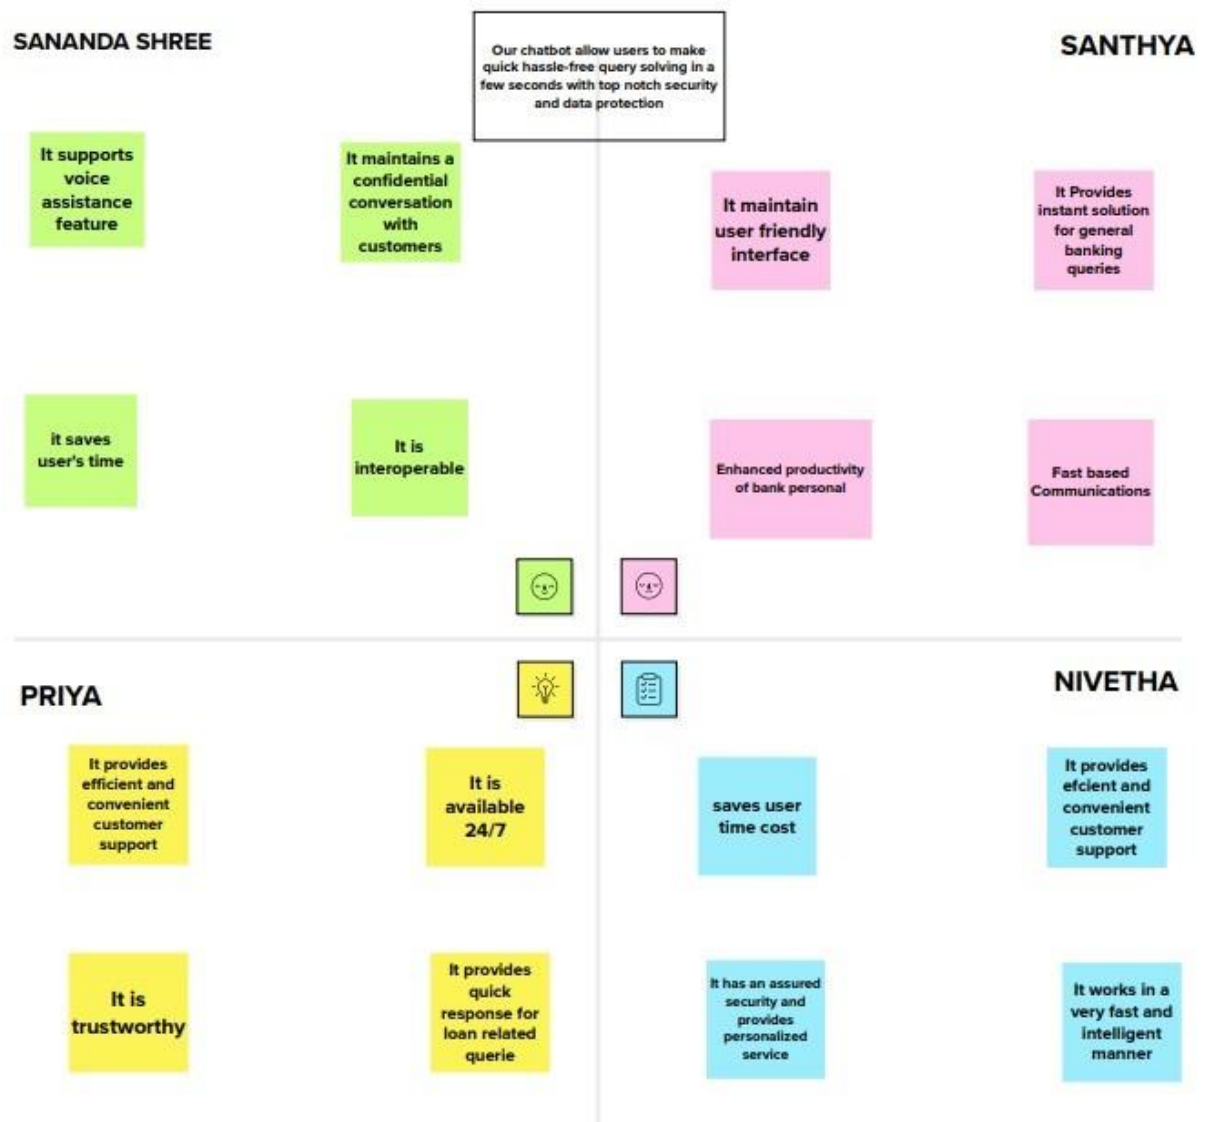 SANANDA SHREE
Our chatbot allow users to make
quick hassle-free query solving in a
few seconds with top notch security
and data protection
SANTHYA
It supports
voice
assistance
feature
It maintains a
confidential
conversation
with
customers
It maintain
user friendly
interface
It Provides
instant solution
for general
banking
queries
it saves
user's time
It is
interoperable
Enhanced productivity
of bank personal
Fast based
Communications
PRIYA
NIVETHA
It provides
efficient and
convenient
customer
support
It is
available
24/7
saves user
time cost
It provides
efcient and
convenient
customer
support
It is
trustworthy
It provides
quick
response for
loan related
querie
It has an assured
security and
provides
personalized
service
It works in a
very fast and
intelligent
manner